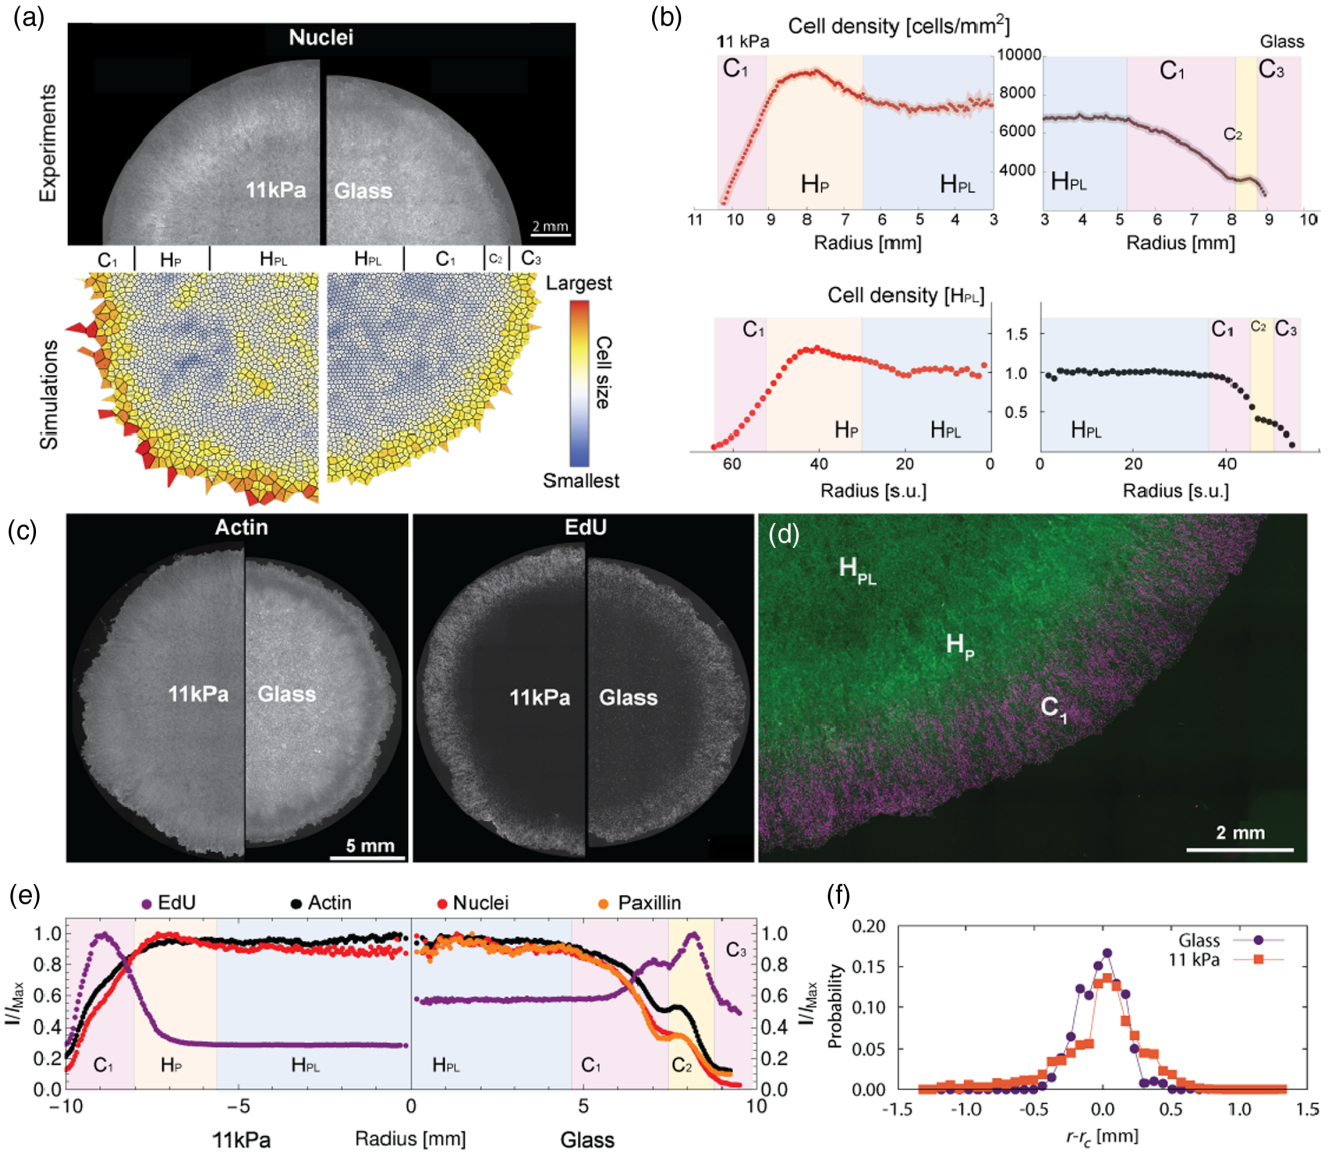 (a)
Nuclei
Experiments
11kPa
Glass
2 mm
C1 HP HPL HPL C1 C2 C3
Simulations
Largest
Cell size
Smallest
(b)
Cell density [cells/mm2]
11 kPa
Glass
C1
HP
HPL
10000
8000
6000
4000
HPL
C1
C2
C3
11 10 9 8 7 6 5 4 3
3 4 5 6 7 8 9 10
Radius [mm]
Radius [mm]
Cell density [HPL]
C1
HP
HPL
1.5
1.0
0.5
HPL
C1
C2
C3
60 40 20 0
0 20 40
Radius [s.u.]
Radius [s.u.]
(c)
Actin
11kPa
Glass
5 mm
EdU
11kPa
Glass
(d)
HPL
HP
C1
2 mm
(e)
EdU
Actin
Nuclei
Paxillin
I/IMax
1.0
0.8
0.6
0.4
0.2
0.0
C1
HP
HPL
HPL
C1
C2
C3
1.0
0.8
0.6
0.4
0.2
0.0
I/IMax
−10 −5 0 5 10
11kPa
Radius [mm]
Glass
(f)
Probability
0.20
0.15
0.10
0.05
0.00
Glass
11 kPa
-1.5 -1.0 -0.5 0.0 0.5 1.0 1.5
r-rc [mm]